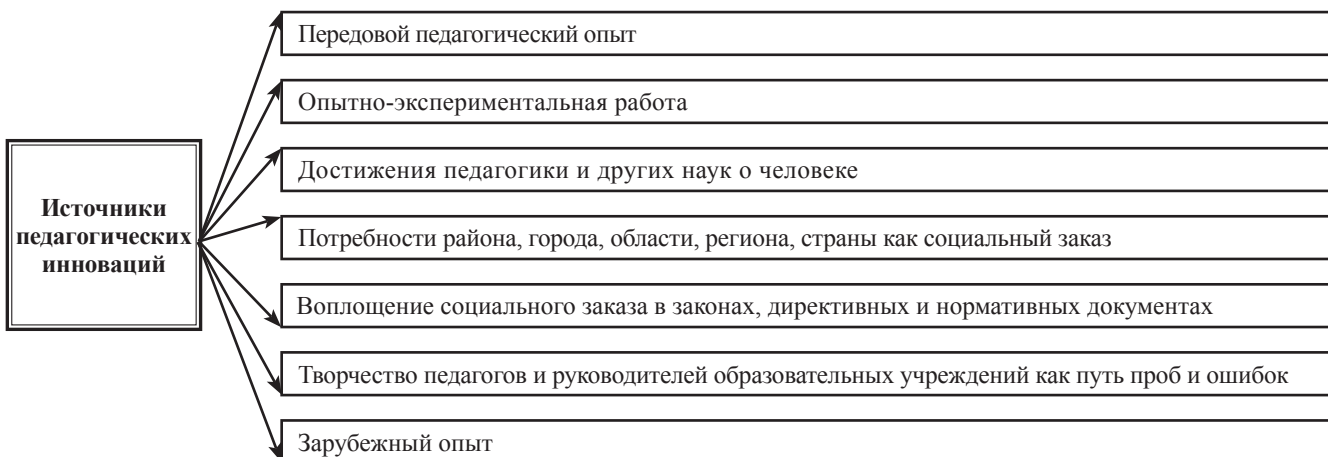 Передовой педагогический опыт
Опытно-экспериментальная работа
Достижения педагогики и других наук о человеке
Источники
педагогических
инноваций
Потребности района, города, области, региона, страны как социальный заказ
Воплощение социального заказа в законах, директивных и нормативных документах
Творчество педагогов и руководителей образовательных учреждений как путь проб и ошибок
Зарубежный опыт